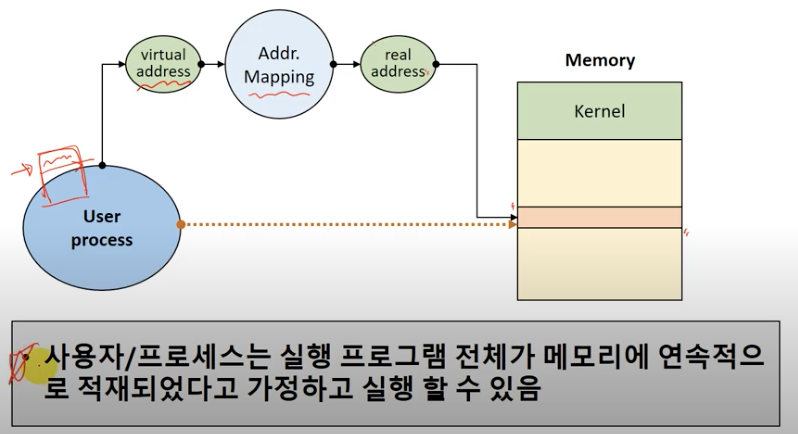 virtual
address
Addr.
Mapping
real
address
Memory
Kernel
User
process
• 사용자/프로세스는 실행 프로그램 전체가 메모리에 연속적으
로 적재되었다고 가정하고 실행 할 수 있음